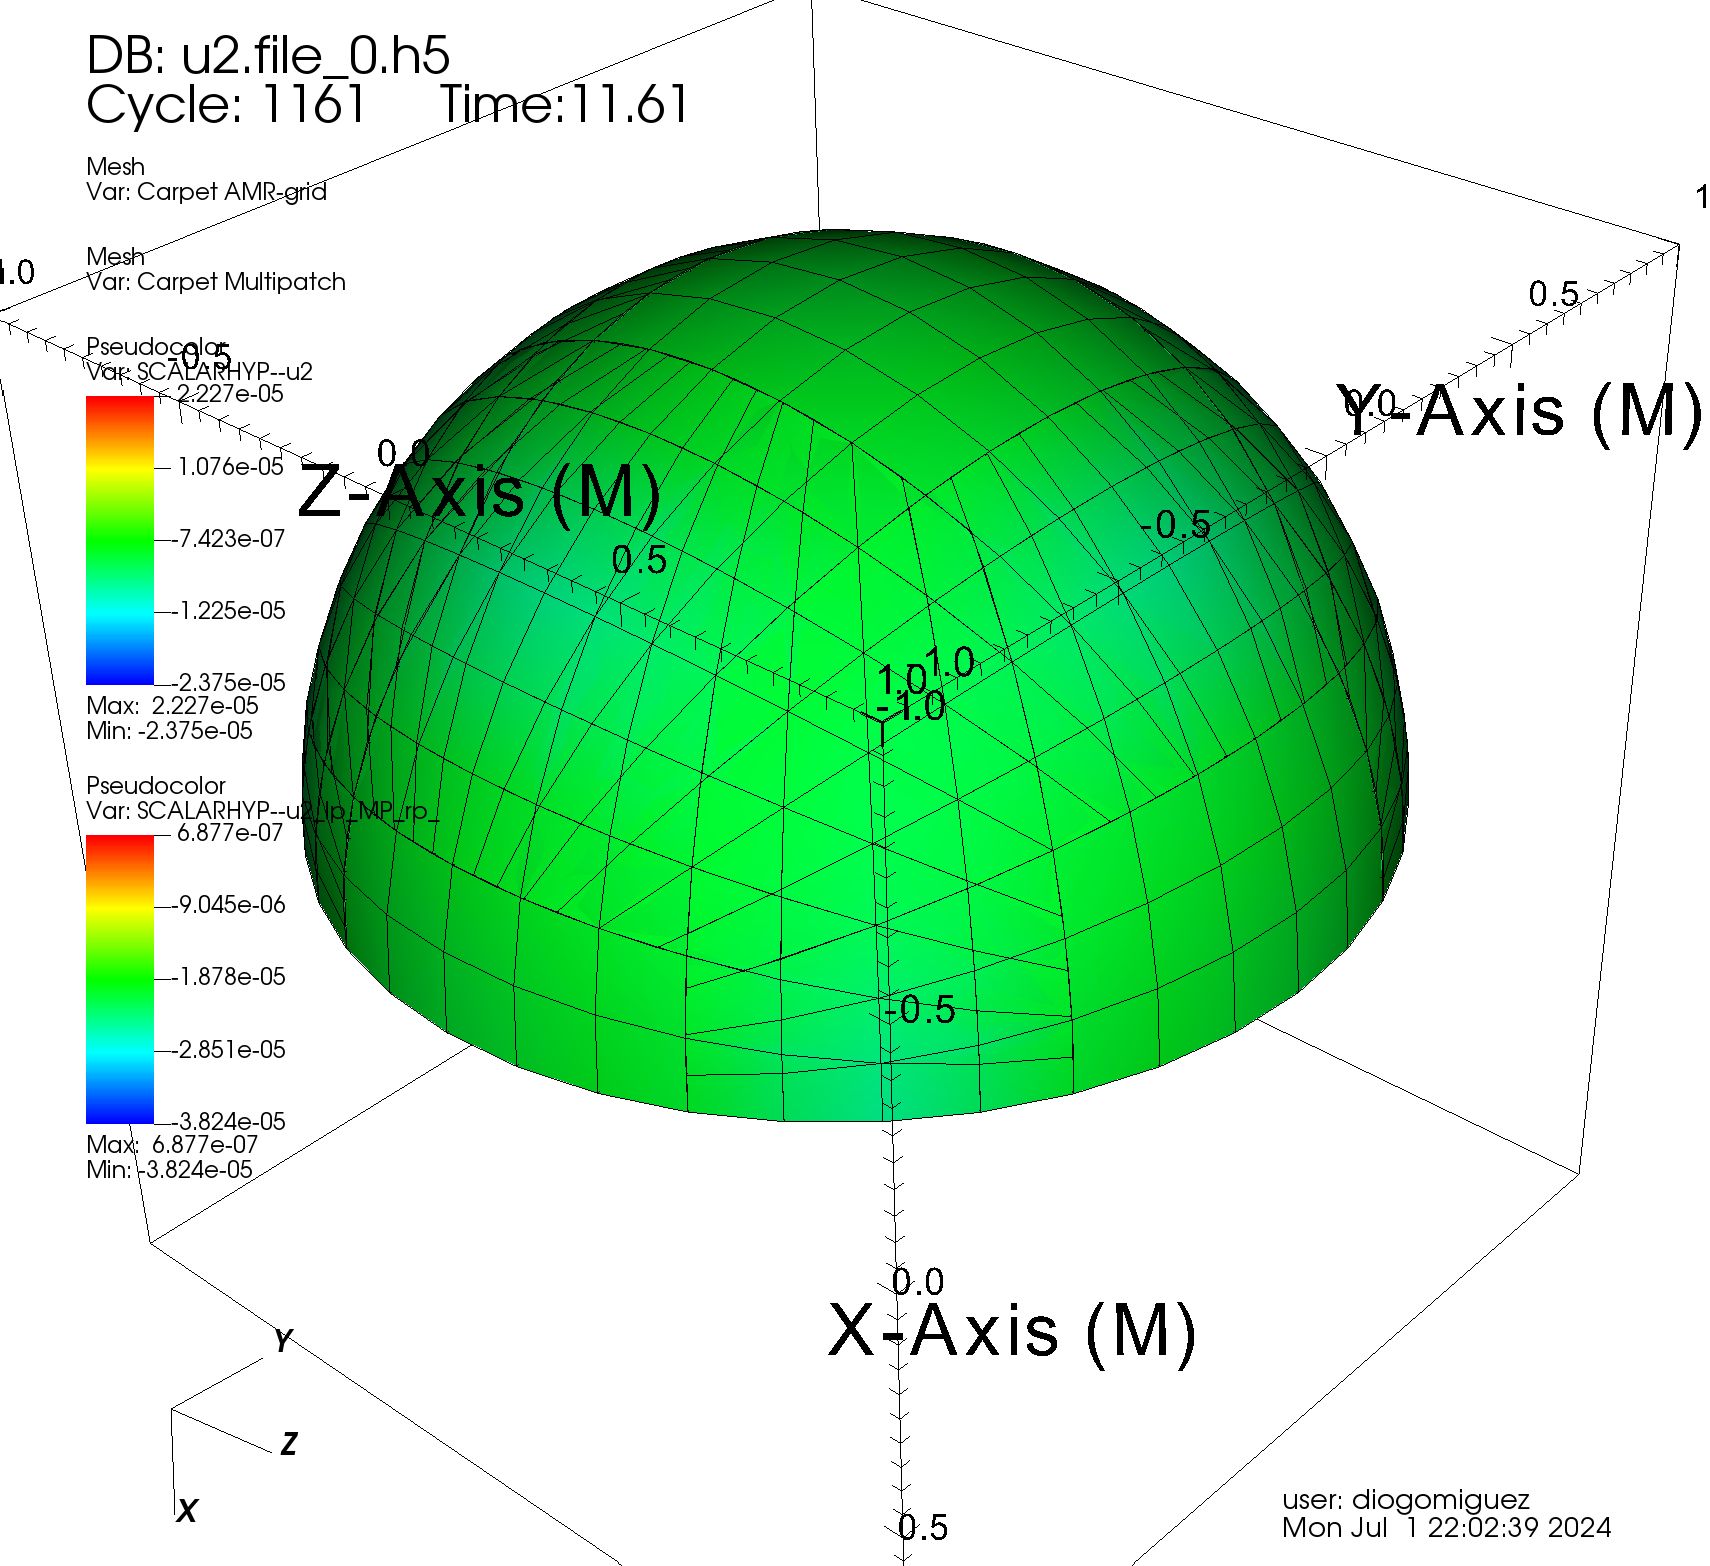 DB: u2.file_0.h5
Cycle: 1161 Time:11.61
Mesh
Var: Carpet AMR-grid
Mesh
Var: Carpet Multipatch
Pseudocolor
Var: SCALARHYP--u2
2.227e-05
1.076e-05
-7.423e-07
-1.225e-05
-2.375e-05
Max: 2.227e-05
Min: -2.375e-05
Pseudocolor
Var: SCALARHYP--u2_lp_MP_rp_
6.877e-07
-9.045e-06
-1.878e-05
-2.851e-05
-3.824e-05
Max: 6.877e-07
Min: -3.824e-05
1.0
-0.5
0.0
Z-Axis (M)
0.5
1.0
1
0.5
0.0
Y-Axis (M)
-0.5
-1.0
-1.0
-0.5
0.0
X-Axis (M)
0.5
Y
Z
X
user: diogomiguez
Mon Jul 1 22:02:39 2024